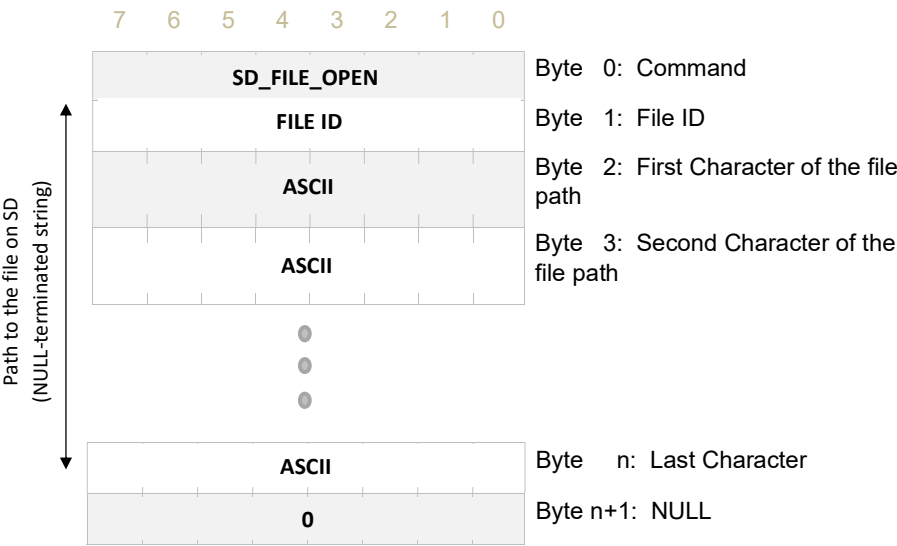 7 6 5 4 3 2 1 0
SD_FILE_OPEN
Byte 0: Command
FILE ID
Byte 1: File ID
ASCII
Byte 2: First Character of the file
path
ASCII
Byte 3: Second Character of the
file path
Path to the file on SD
(NULL-terminated string)
ASCII
Byte n: Last Character
0
Byte n+1: NULL